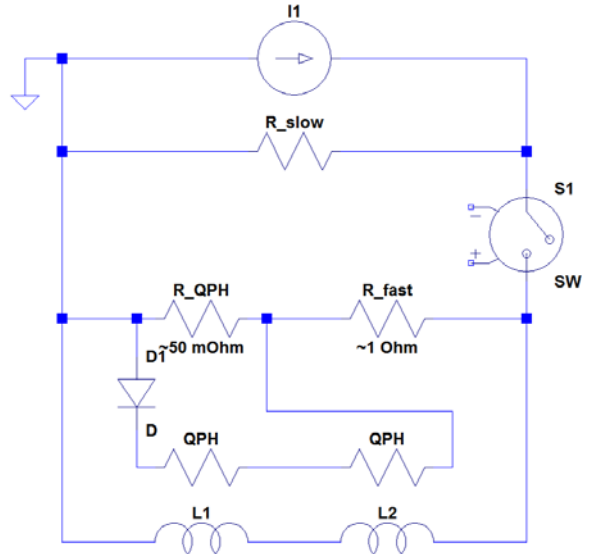 I1
R_slow
S1
SW
R_QPH
R_fast
~50 mOhm
~1 Ohm
D1
D
QPH
QPH
L1
L2